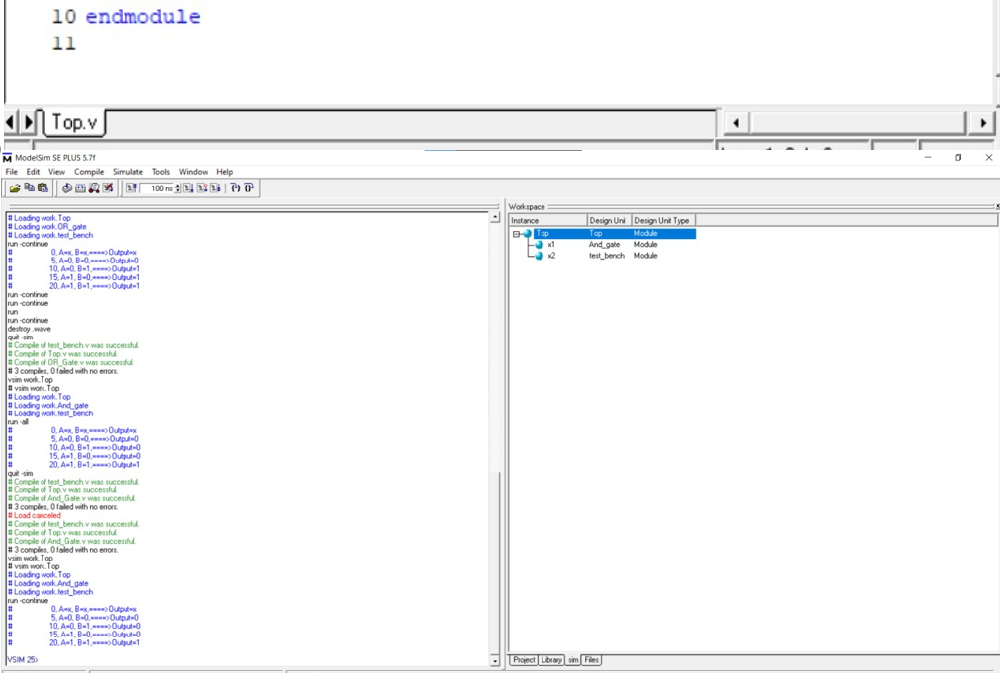 10 endmodule
11
Top.v
ModelSim SE PLUS 5.7f
File Edit View Compile Simulate Tools Window Help
100 ns
Workspace
Instance Design Unit Design Unit Type
Top Top Module
x1 And_gate Module
x2 test_bench Module
# Loading work.Top
# Loading work.OR_gate
# Loading work.test_bench
run -continue
# 0, A=x, B=x,====> Output=x
# 5, A=0, B=0,====> Output=0
# 10, A=0, B=1,====> Output=1
# 15, A=1, B=0,====> Output=1
# 20, A=1, B=1,====> Output=1
run -continue
run -continue
run
run -continue
destroy .wave
quit -sim
# Compile of test_bench.v was successful.
# Compile of Top.v was successful.
# Compile of OR_Gate.v was successful.
# 3 compiles, 0 failed with no errors.
vsim work.Top
# vsim work.Top
# Loading work.Top
# Loading work.And_gate
# Loading work.test_bench
run -all
# 0, A=x, B=x,====> Output=x
# 5, A=0, B=0,====> Output=0
# 10, A=0, B=1,====> Output=0
# 15, A=1, B=0,====> Output=0
# 20, A=1, B=1,====> Output=1
quit -sim
# Compile of test_bench.v was successful.
# Compile of Top.v was successful.
# Compile of And_Gate.v was successful.
# 3 compiles, 0 failed with no errors.
# Load canceled
# Compile of test_bench.v was successful.
# Compile of Top.v was successful.
# Compile of And_Gate.v was successful.
# 3 compiles, 0 failed with no errors.
vsim work.Top
# vsim work.Top
# Loading work.Top
# Loading work.And_gate
# Loading work.test_bench
run -continue
# 0, A=x, B=x,====> Output=x
# 5, A=0, B=0,====> Output=0
# 10, A=0, B=1,====> Output=0
# 15, A=1, B=0,====> Output=0
# 20, A=1, B=1,====> Output=1
VSIM 25>
Project Library sim Files